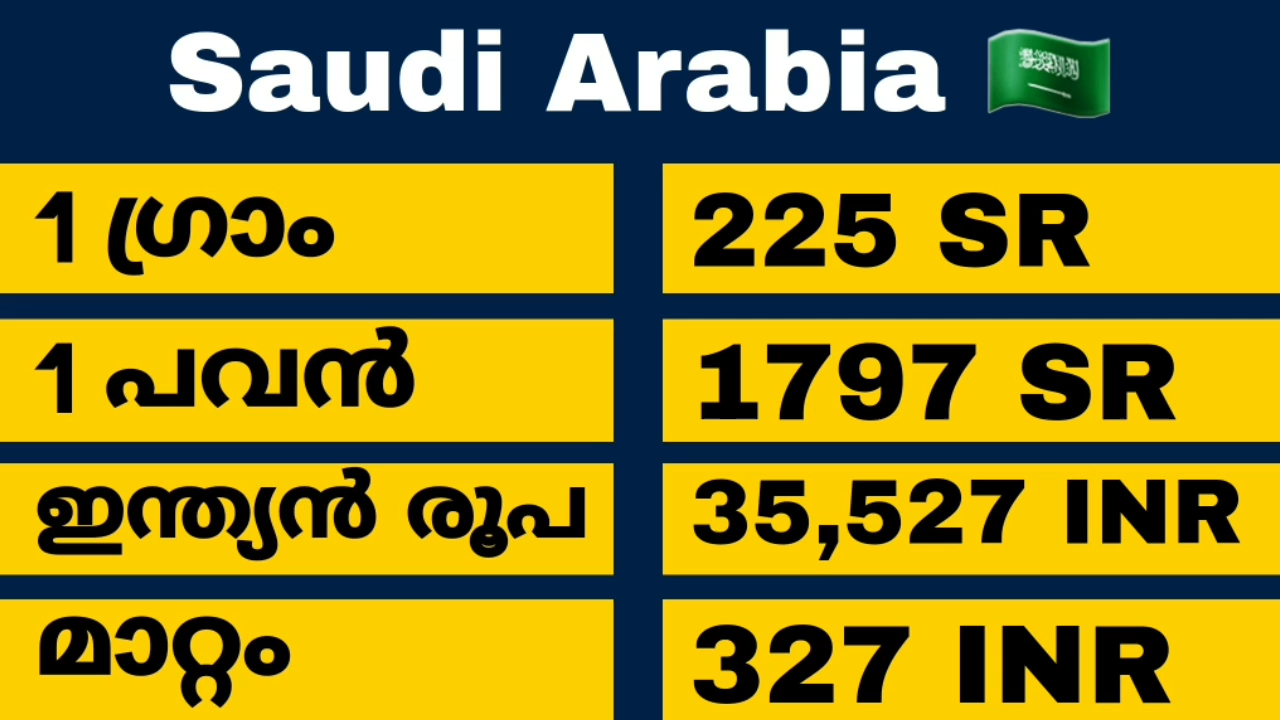 Saudi Arabia 🇸🇦
1 ഗ്രാം 225 SR
1 പവൻ 1797 SR
ഇന്ത്യൻ രൂപ 35,527 INR
മാറ്റം 327 INR